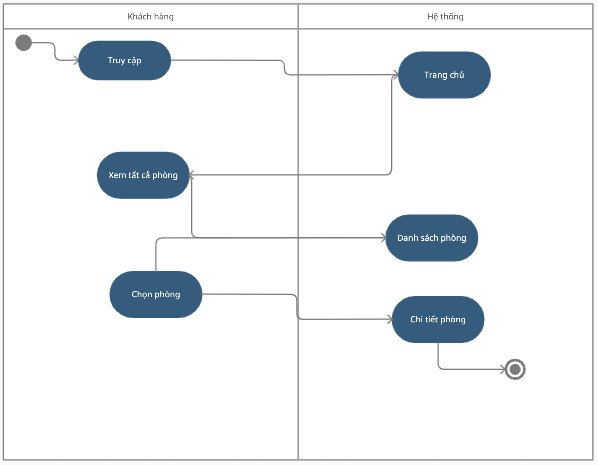 Khách hàng
Hệ thống
Truy cập
Trang chủ
Xem tất cả phòng
Danh sách phòng
Chọn phòng
Chi tiết phòng